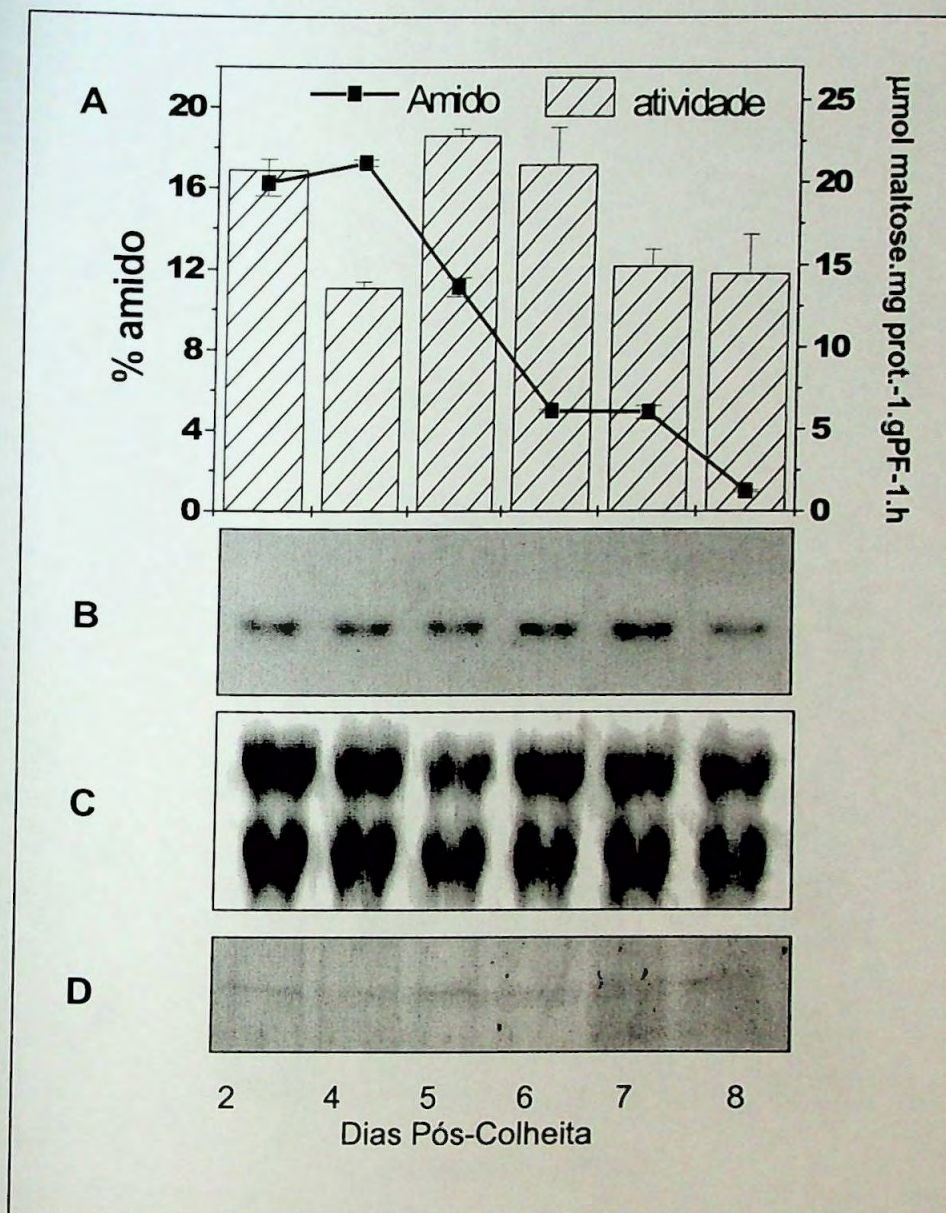 A
Amido atividade
20
16
12
8
4
0
% amido
25
20
15
10
5
0
µmol maltose.mg prot.-1.gPF-1.h
B
C
D
2 4 5 6 7 8
Dias Pós-Colheita